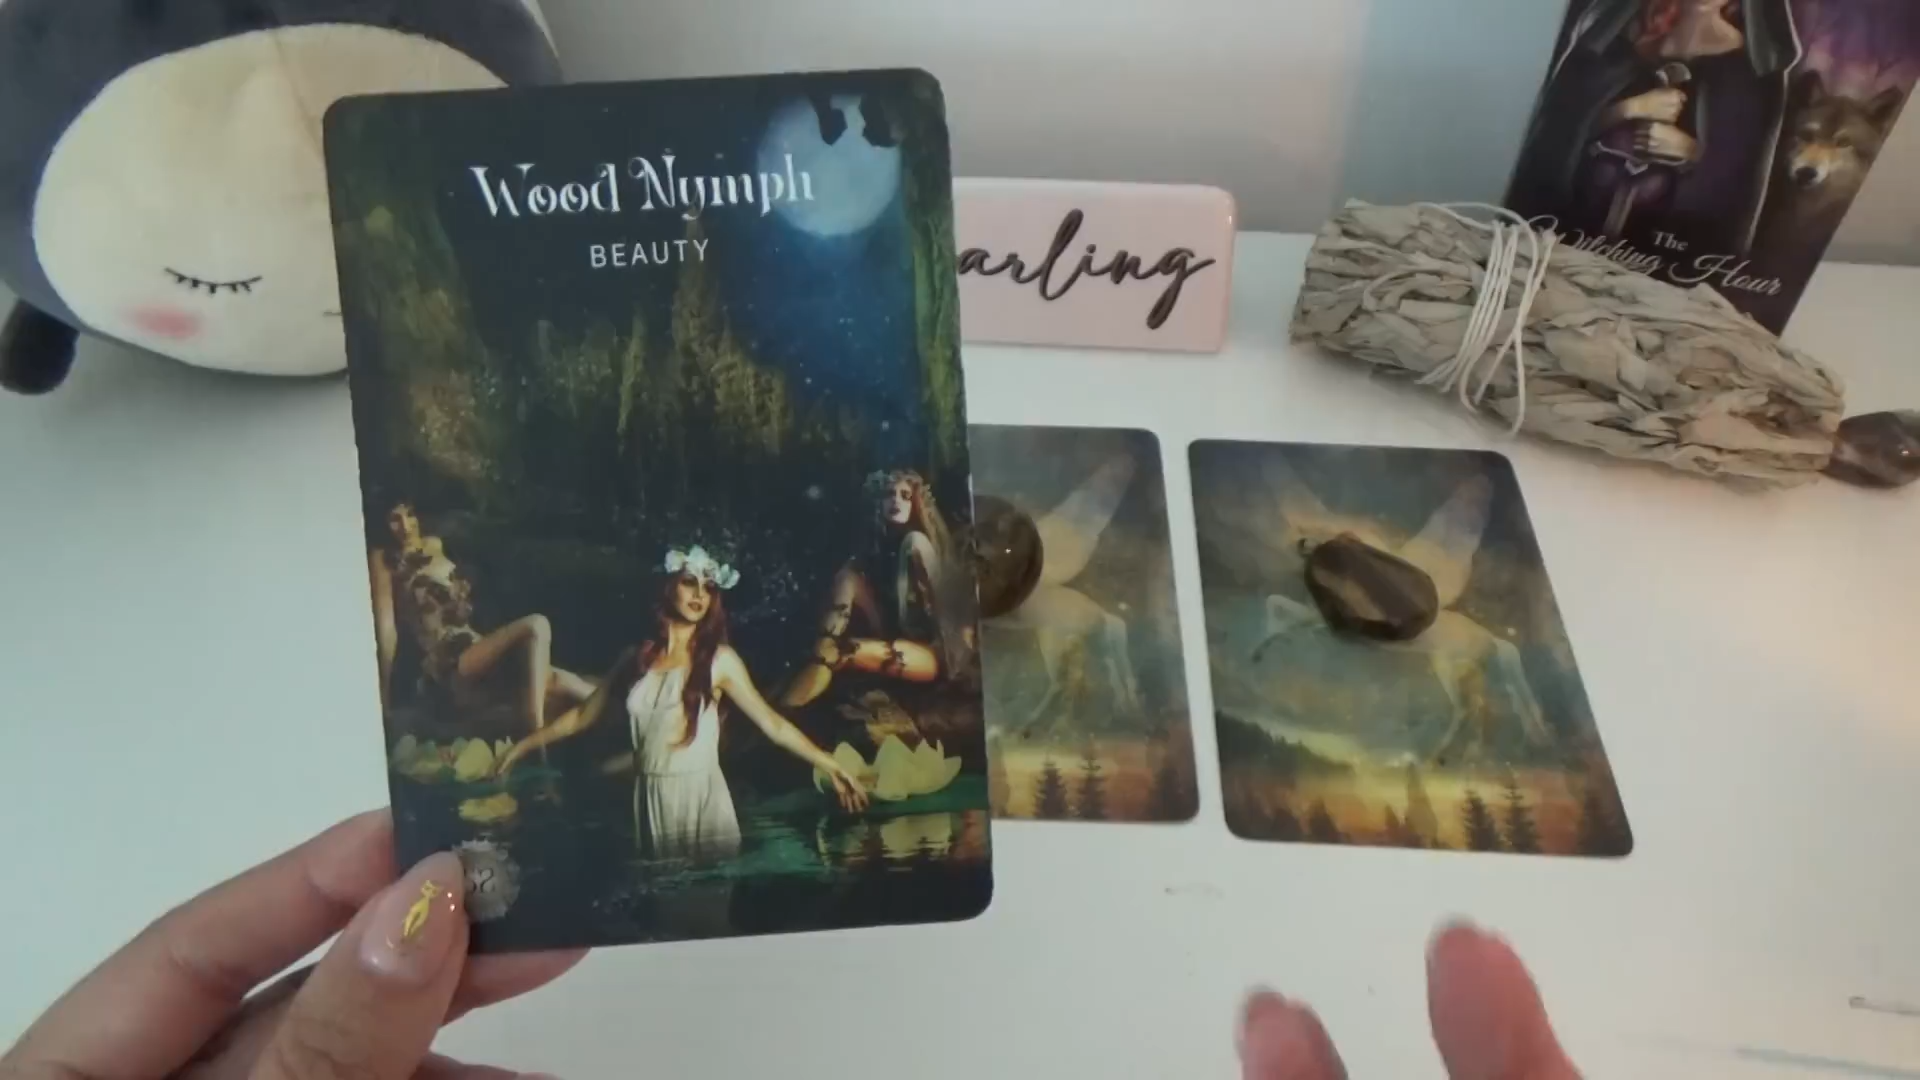 Wood Nymph
BEAUTY
arling
The
Witching Hour